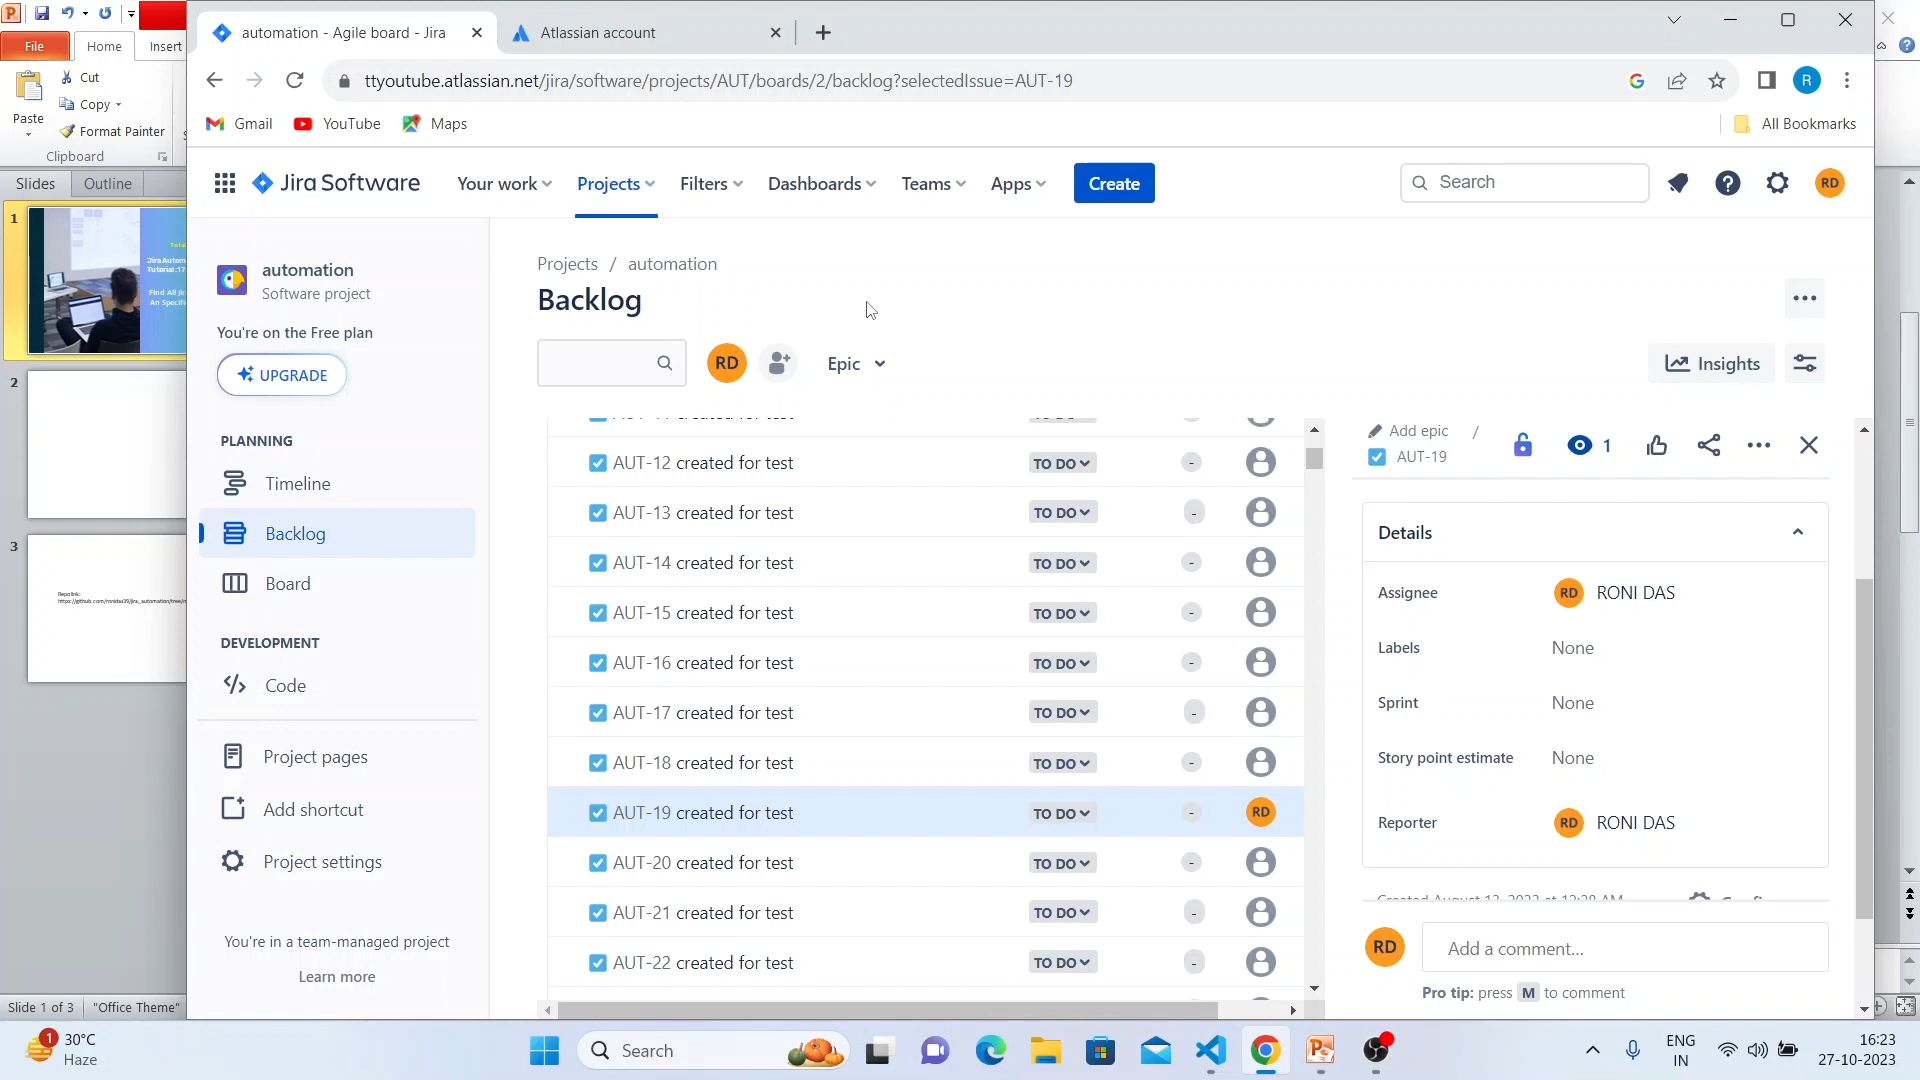 File
Home
Insert
Cut
Copy
Paste
Format Painter
Clipboard
Slides
Outline
1
2
3
Repo link:
Slide 1 of 3
"Office Theme"
automation - Agile board - Jira
Atlassian account
ttyoutube.atlassian.net/jira/software/projects/AUT/boards/2/backlog?selectedIssue=AUT-19
R
Gmail
YouTube
Maps
All Bookmarks
Jira Software
Your work
Projects
Filters
Dashboards
Teams
Apps
Create
Search
RD
automation
Software project
You're on the Free plan
UPGRADE
PLANNING
Timeline
Backlog
Board
DEVELOPMENT
Code
Project pages
Add shortcut
Project settings
You're in a team-managed project
Learn more
Projects / automation
Backlog
RD
Epic
Insights
AUT-12 created for test TO DO -
AUT-13 created for test TO DO -
AUT-14 created for test TO DO -
AUT-15 created for test TO DO -
AUT-16 created for test TO DO -
AUT-17 created for test TO DO -
AUT-18 created for test TO DO -
AUT-19 created for test TO DO - RD
AUT-20 created for test TO DO -
AUT-21 created for test TO DO -
AUT-22 created for test TO DO -
Add epic /
AUT-19
1
Details
Assignee RD RONI DAS
Labels None
Sprint None
Story point estimate None
Reporter RD RONI DAS
RD Add a comment...
Pro tip: press M to comment
1
30°C
Haze
Search
ENG
IN
16:23
27-10-2023